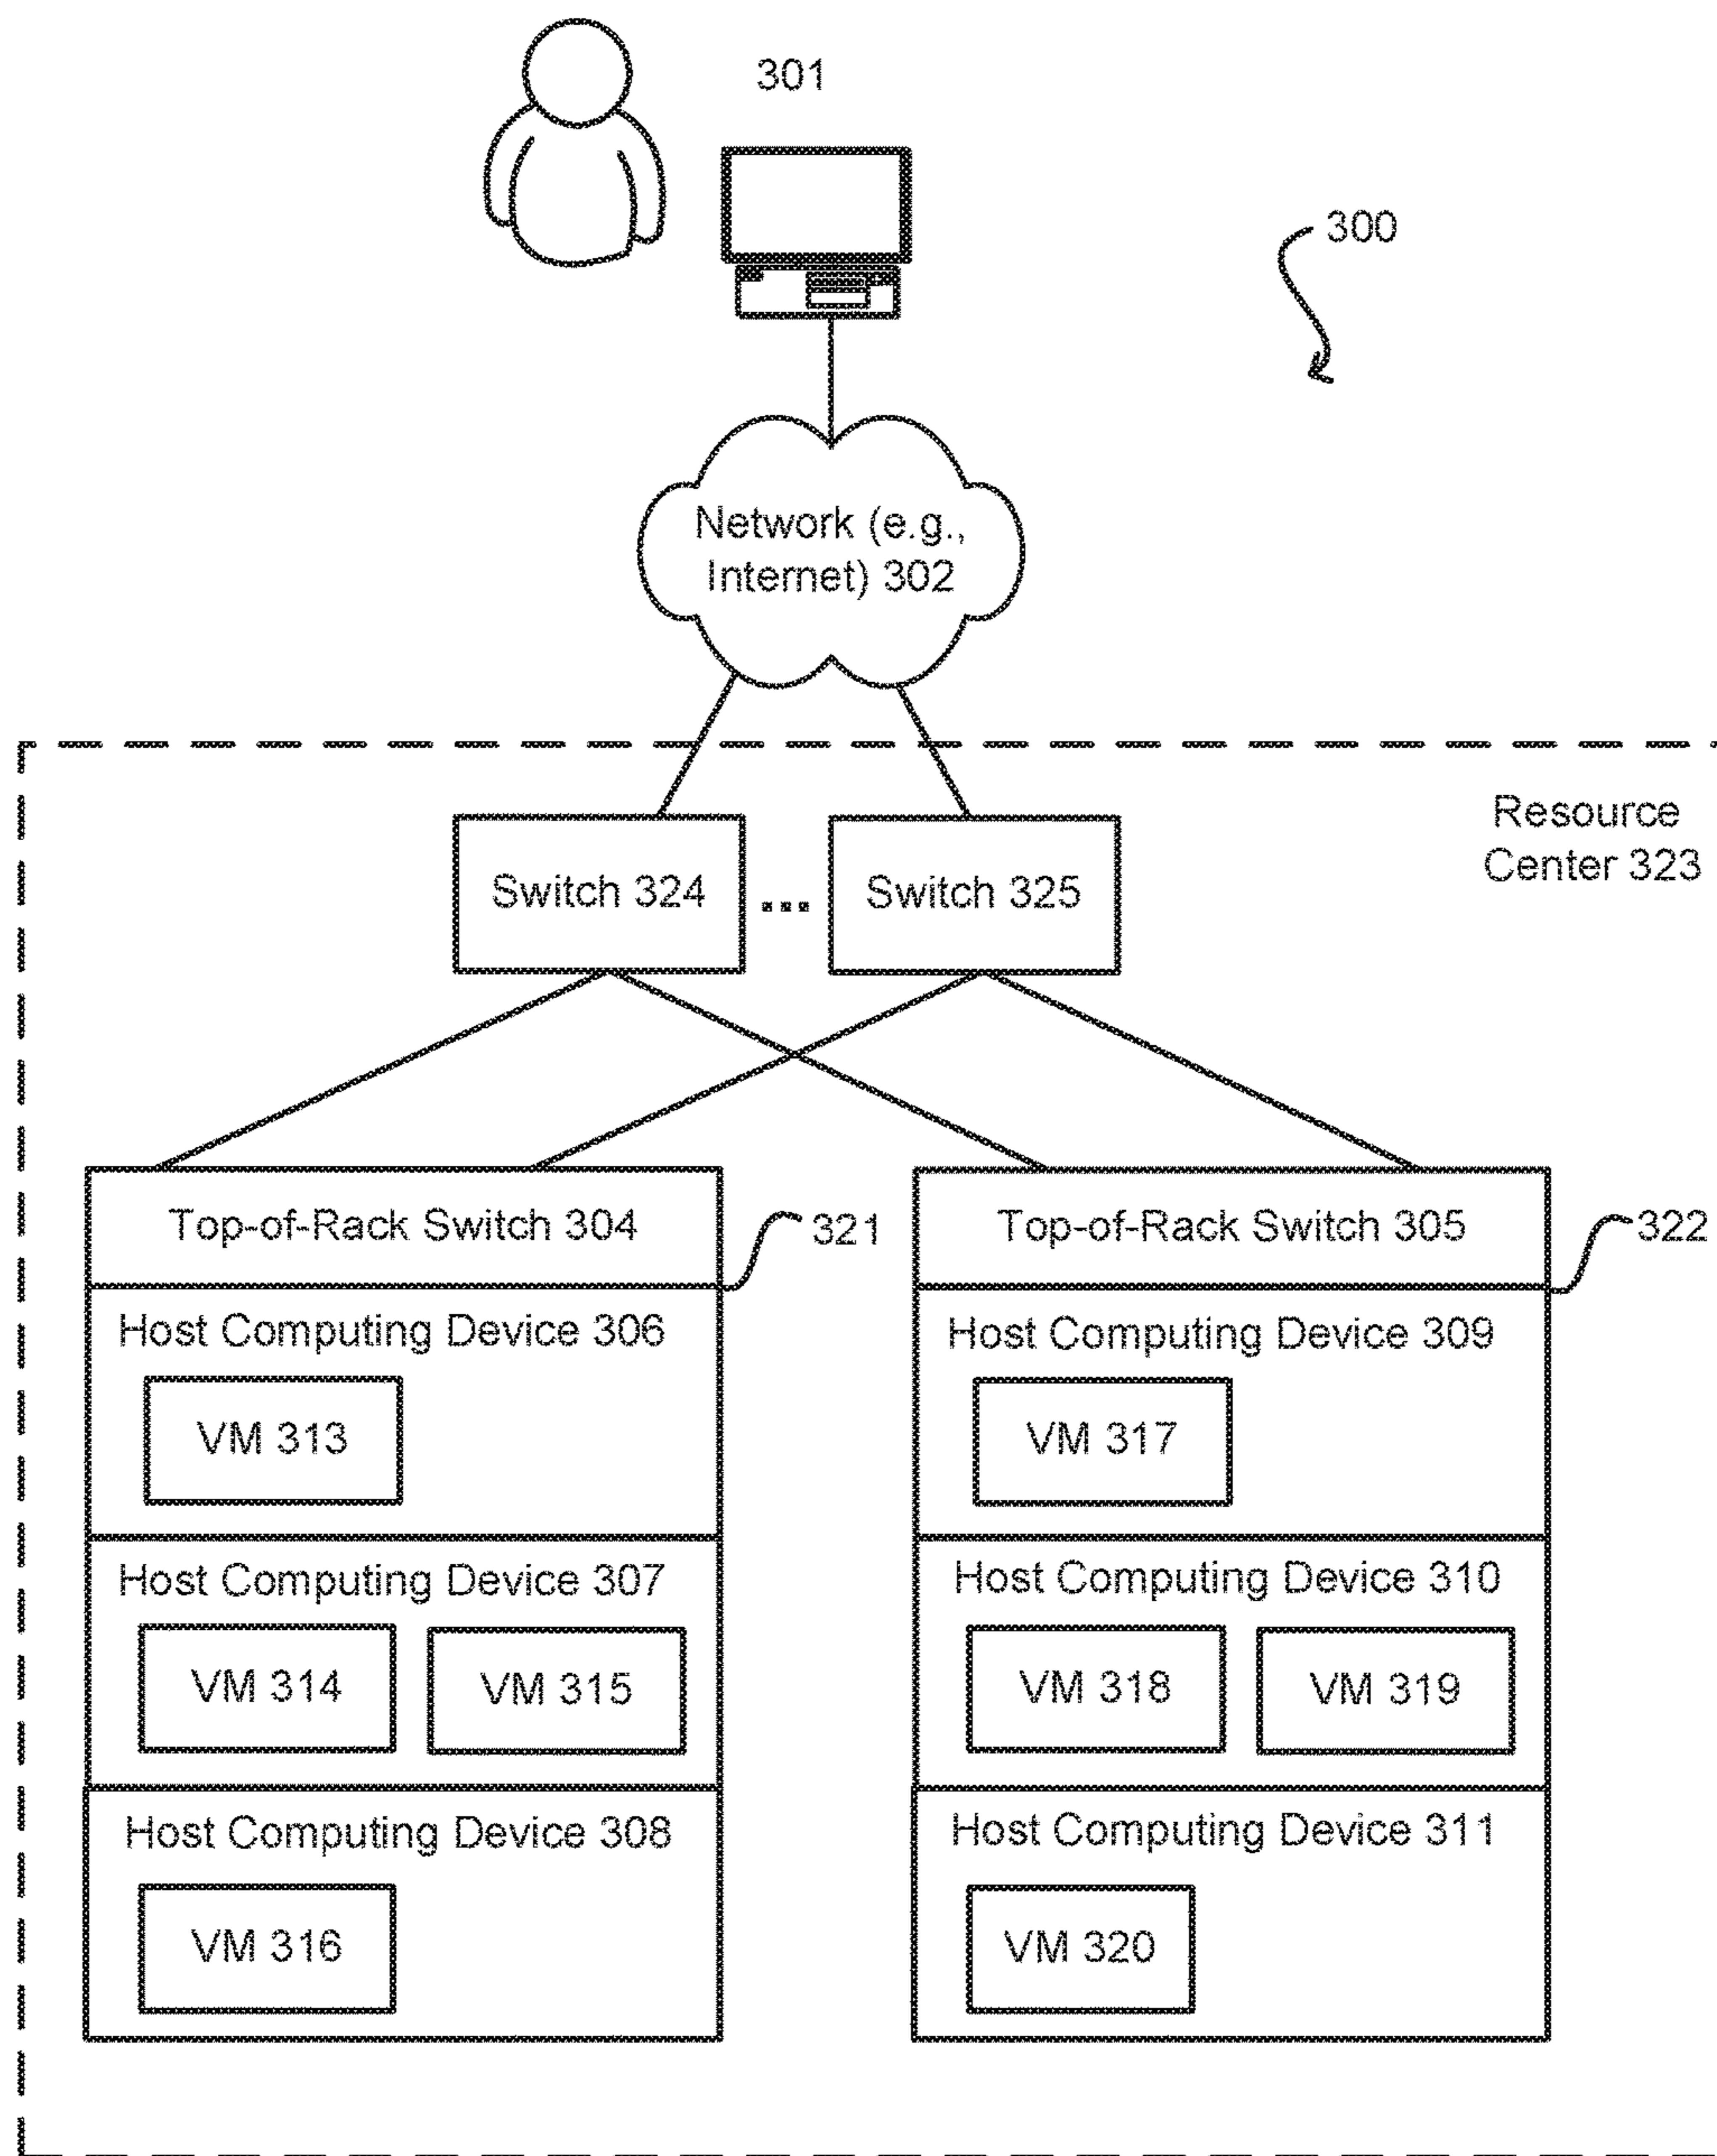 301
300
Network (e.g.,
Internet) 302
Resource
Center 323
Switch 324
...
Switch 325
Top-of-Rack Switch 304
321
Top-of-Rack Switch 305
322
Host Computing Device 306
VM 313
Host Computing Device 309
VM 317
Host Computing Device 307
VM 314
VM 315
Host Computing Device 310
VM 318
VM 319
Host Computing Device 308
VM 316
Host Computing Device 311
VM 320